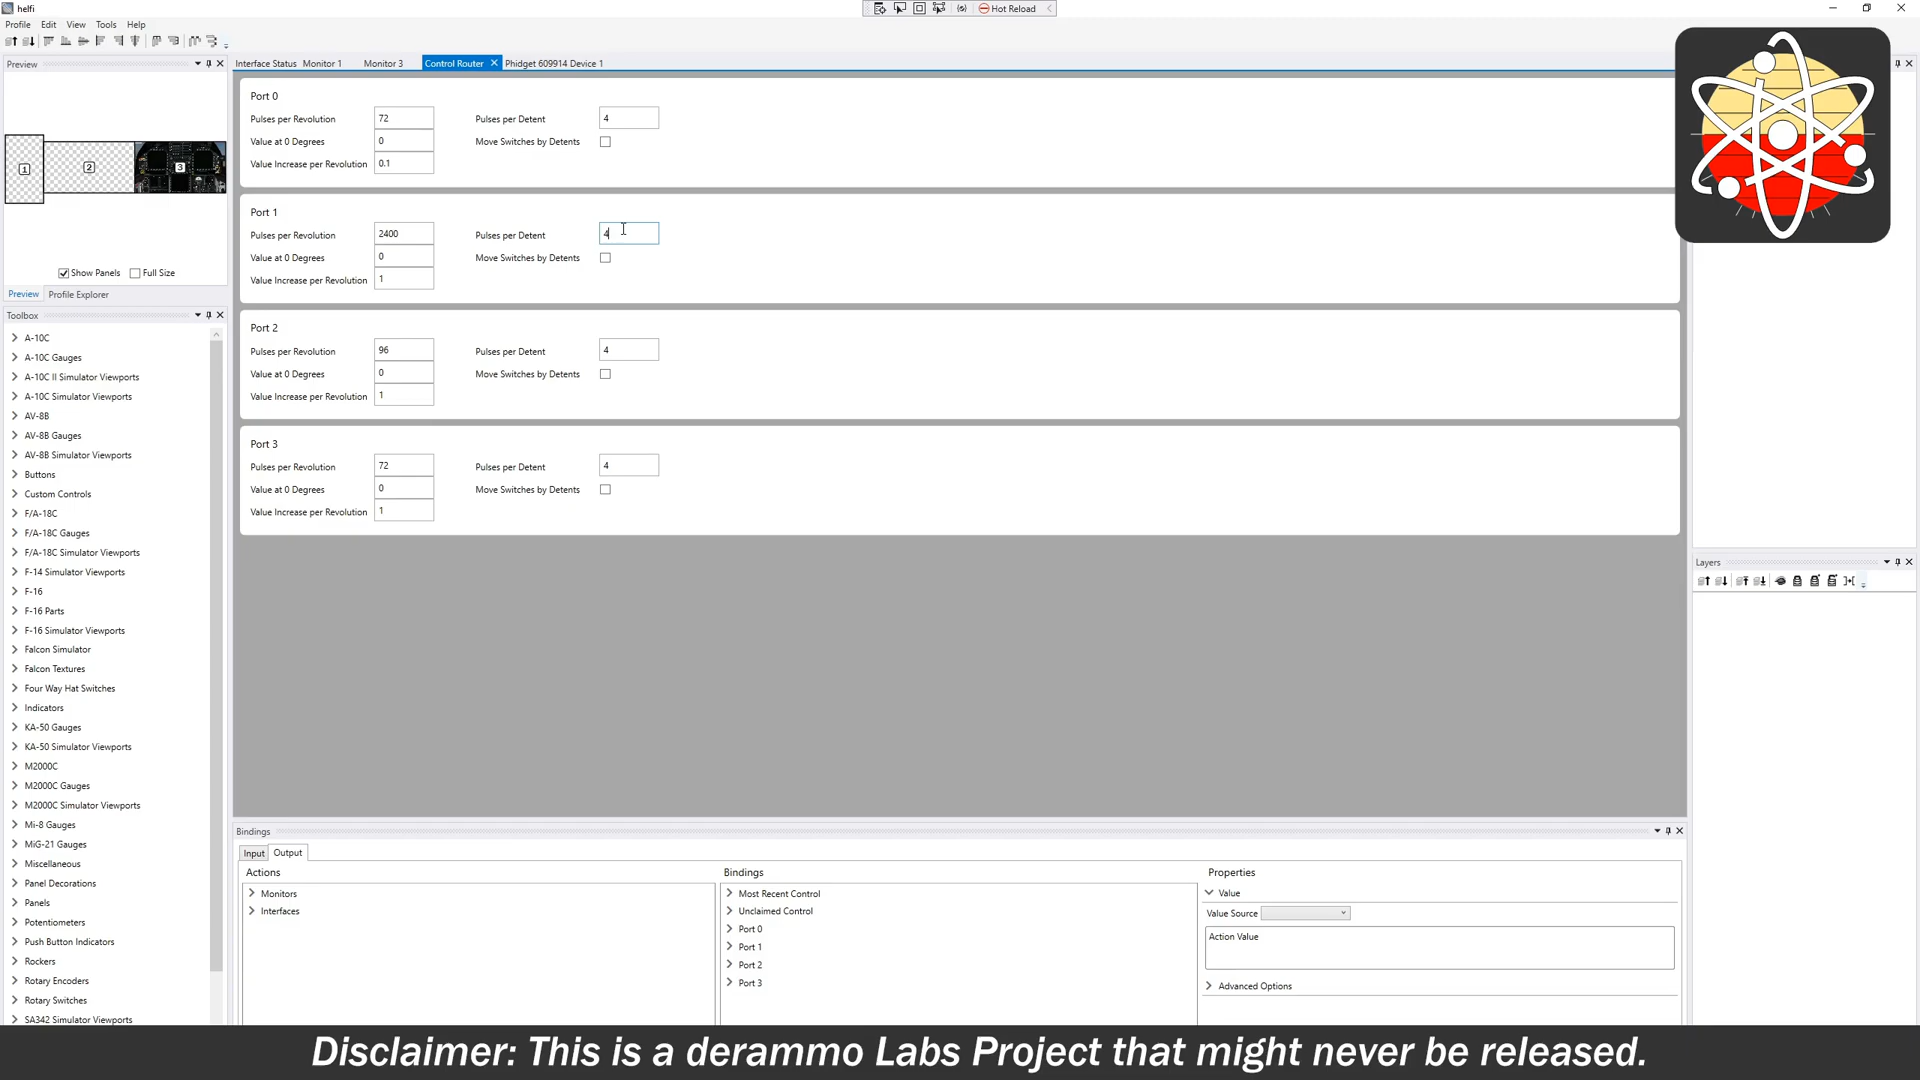 helfi
Hot Reload
Profile Edit View Tools Help
Preview
1
2
3
Show Panels Full Size
Preview Profile Explorer
Toolbox
A-10C
A-10C Gauges
A-10C II Simulator Viewports
A-10C Simulator Viewports
AV-8B
AV-8B Gauges
AV-8B Simulator Viewports
Buttons
Custom Controls
F/A-18C
F/A-18C Gauges
F/A-18C Simulator Viewports
F-14 Simulator Viewports
F-16
F-16 Parts
F-16 Simulator Viewports
Falcon Simulator
Falcon Textures
Four Way Hat Switches
Indicators
KA-50 Gauges
KA-50 Simulator Viewports
M2000C
M2000C Gauges
M2000C Simulator Viewports
Mi-8 Gauges
MiG-21 Gauges
Miscellaneous
Panel Decorations
Panels
Potentiometers
Push Button Indicators
Rockers
Rotary Encoders
Rotary Switches
SA342 Simulator Viewports
Interface Status Monitor 1 Monitor 3 Control Router Phidget 609914 Device 1
Port 0
Pulses per Revolution 72 Pulses per Detent 4
Value at 0 Degrees 0 Move Switches by Detents
Value Increase per Revolution 0.1
Port 1
Pulses per Revolution 2400 Pulses per Detent 4
Value at 0 Degrees 0 Move Switches by Detents
Value Increase per Revolution 1
Port 2
Pulses per Revolution 96 Pulses per Detent 4
Value at 0 Degrees 0 Move Switches by Detents
Value Increase per Revolution 1
Port 3
Pulses per Revolution 72 Pulses per Detent 4
Value at 0 Degrees 0 Move Switches by Detents
Value Increase per Revolution 1
Layers
Bindings
Input Output
Actions
Monitors
Interfaces
Bindings
Most Recent Control
Unclaimed Control
Port 0
Port 1
Port 2
Port 3
Properties
Value
Value Source
Action Value
Advanced Options
Disclaimer: This is a derammo Labs Project that might never be released.